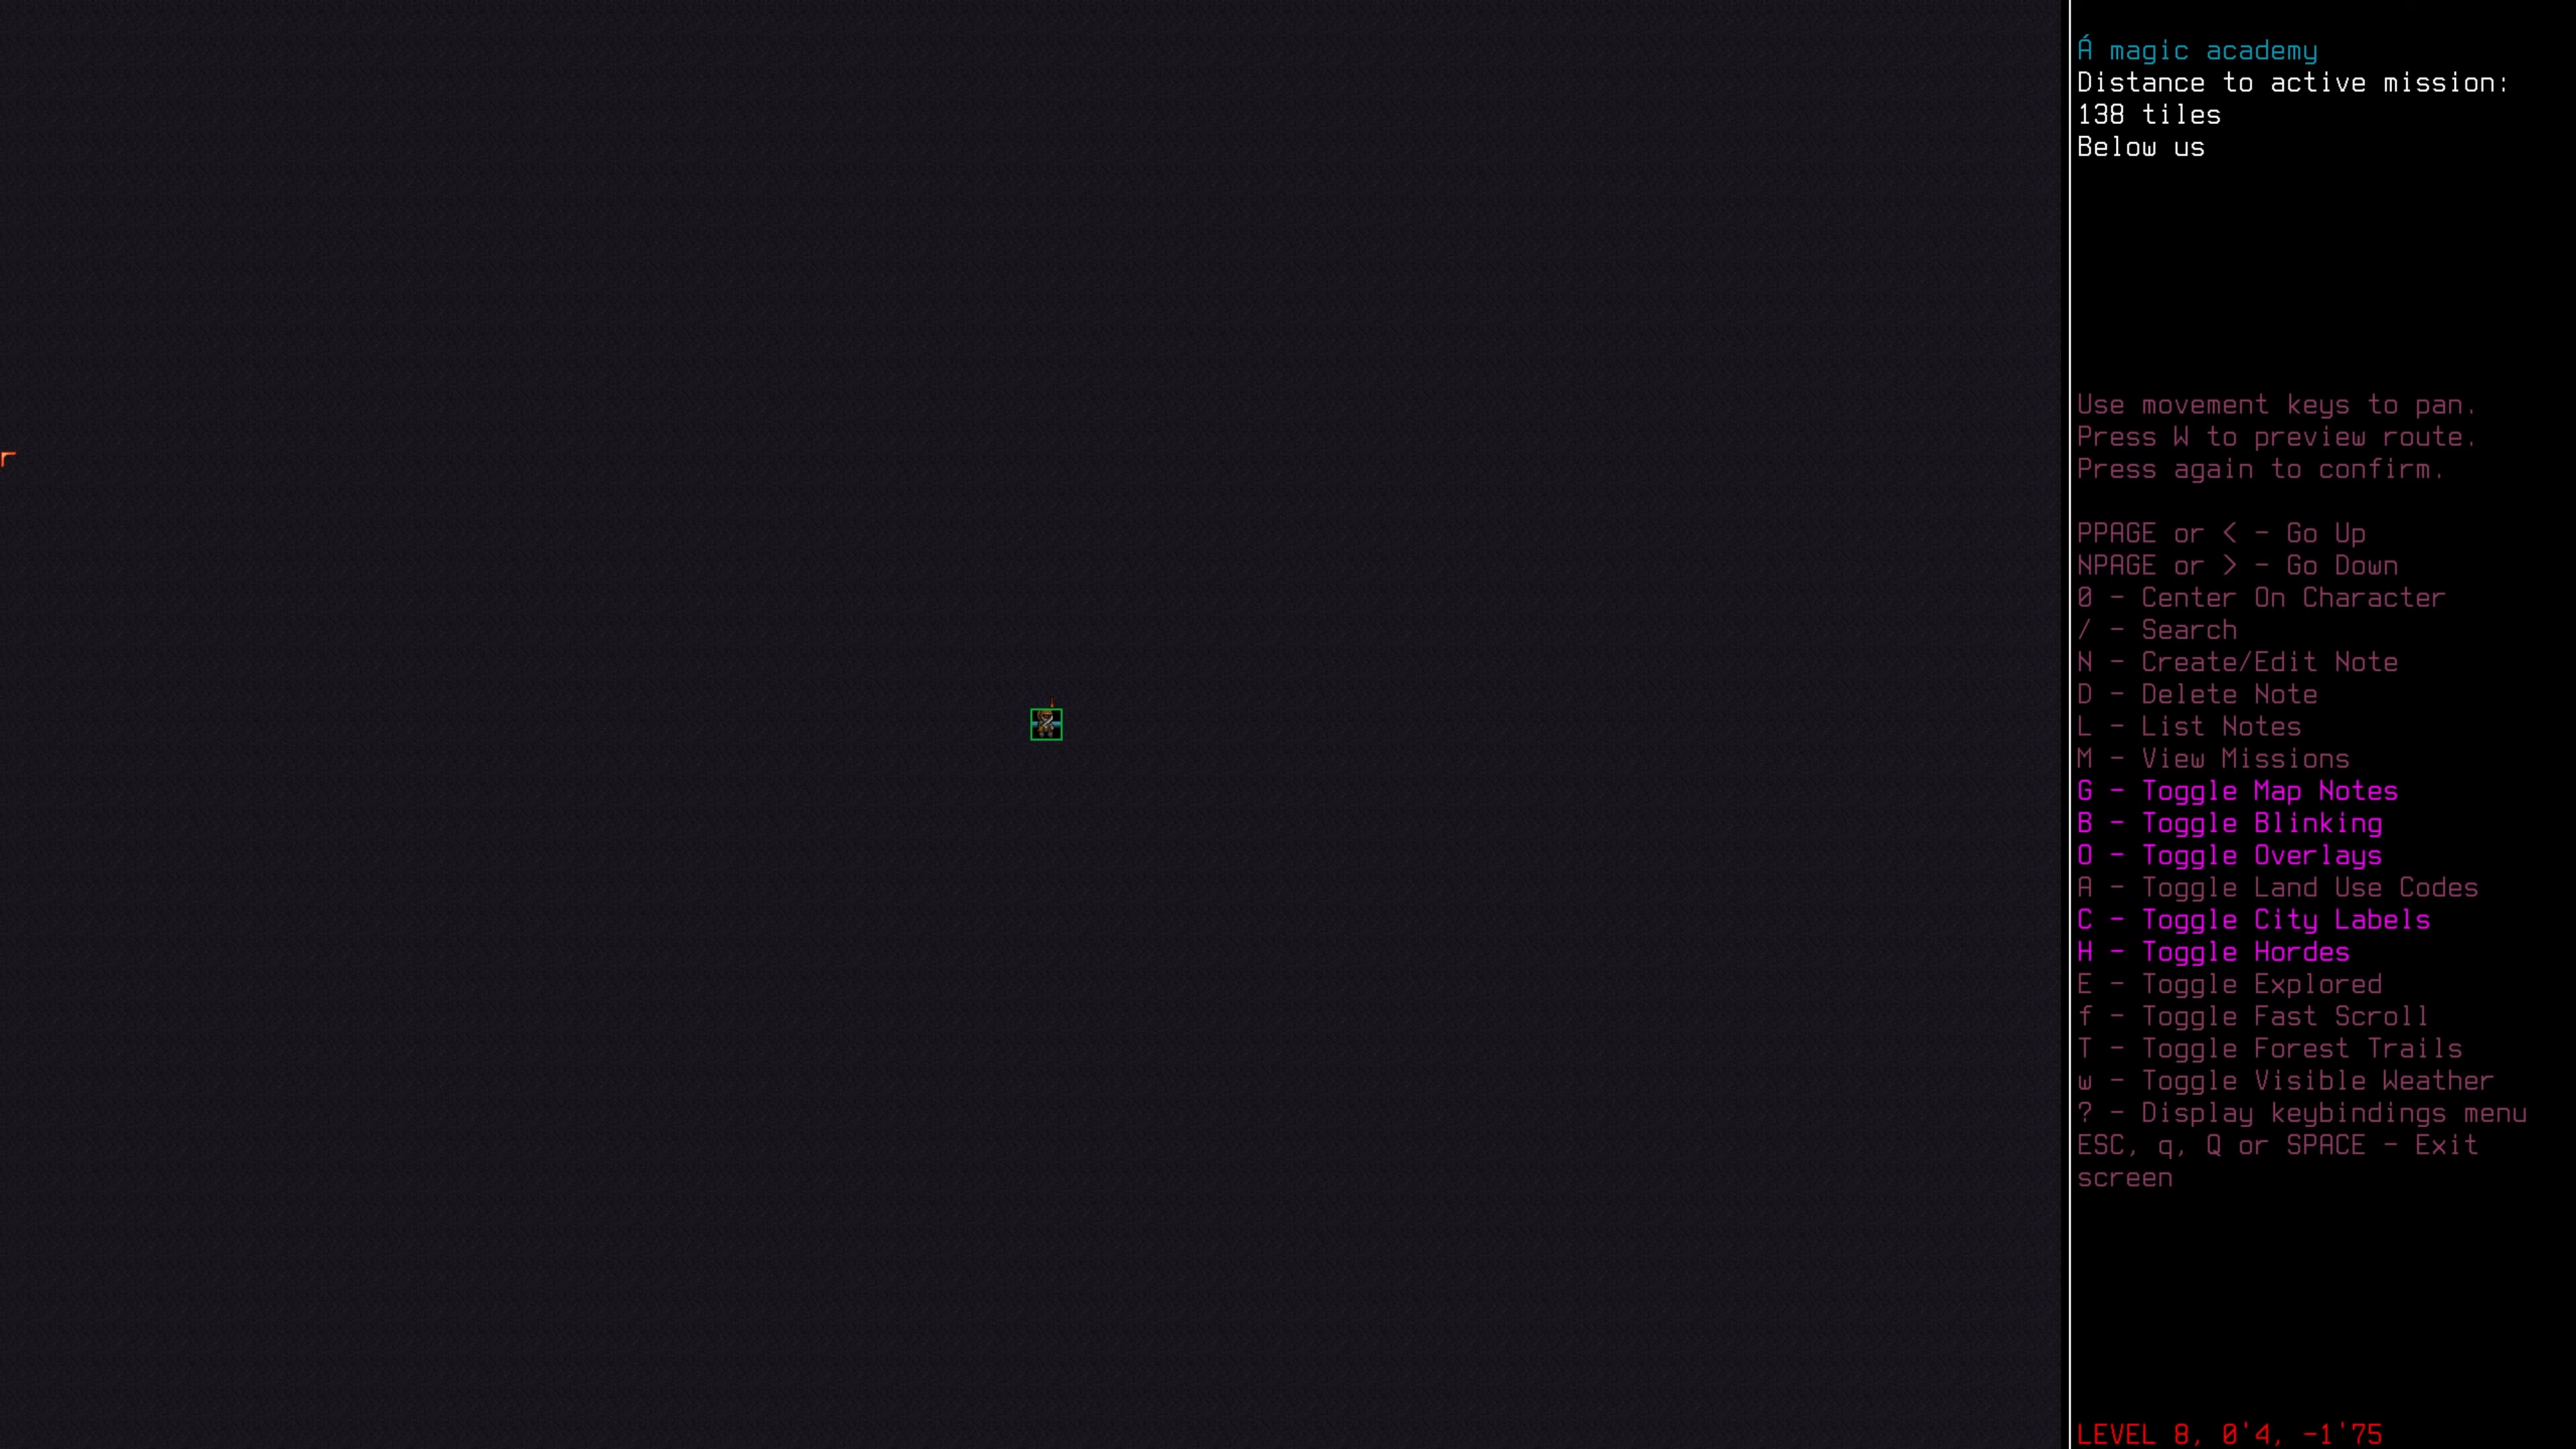 Á magic academy
Distance to active mission:
138 tiles
Below us
Use movement keys to pan.
Press W to preview route.
Press again to confirm.
PPAGE or < - Go Up
NPAGE or > - Go Down
0 - Center On Character
/ - Search
N - Create/Edit Note
D - Delete Note
L - List Notes
M - View Missions
G - Toggle Map Notes
B - Toggle Blinking
O - Toggle Overlays
A - Toggle Land Use Codes
C - Toggle City Labels
H - Toggle Hordes
E - Toggle Explored
f - Toggle Fast Scroll
T - Toggle Forest Trails
w - Toggle Visible Weather
? - Display keybindings menu
ESC, q, Q or SPACE - Exit
screen
LEVEL 8, 0'4, -1'75